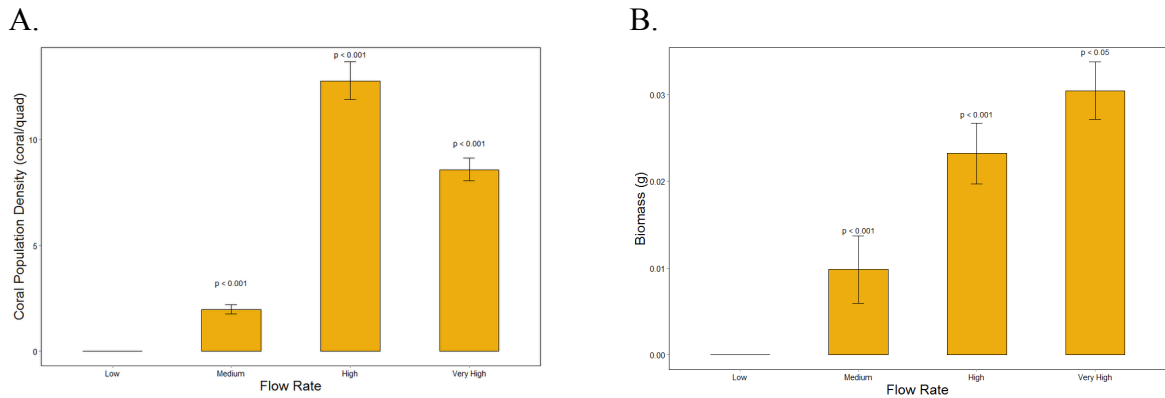 A.
Coral Population Density (coral/quad)
10
5
0
p < 0.001
p < 0.001
p < 0.001
Low Medium High Very High
Flow Rate
B.
Biomass (g)
0.03
0.02
0.01
0.00
p < 0.001
p < 0.001
p < 0.05
Low Medium High Very High
Flow Rate